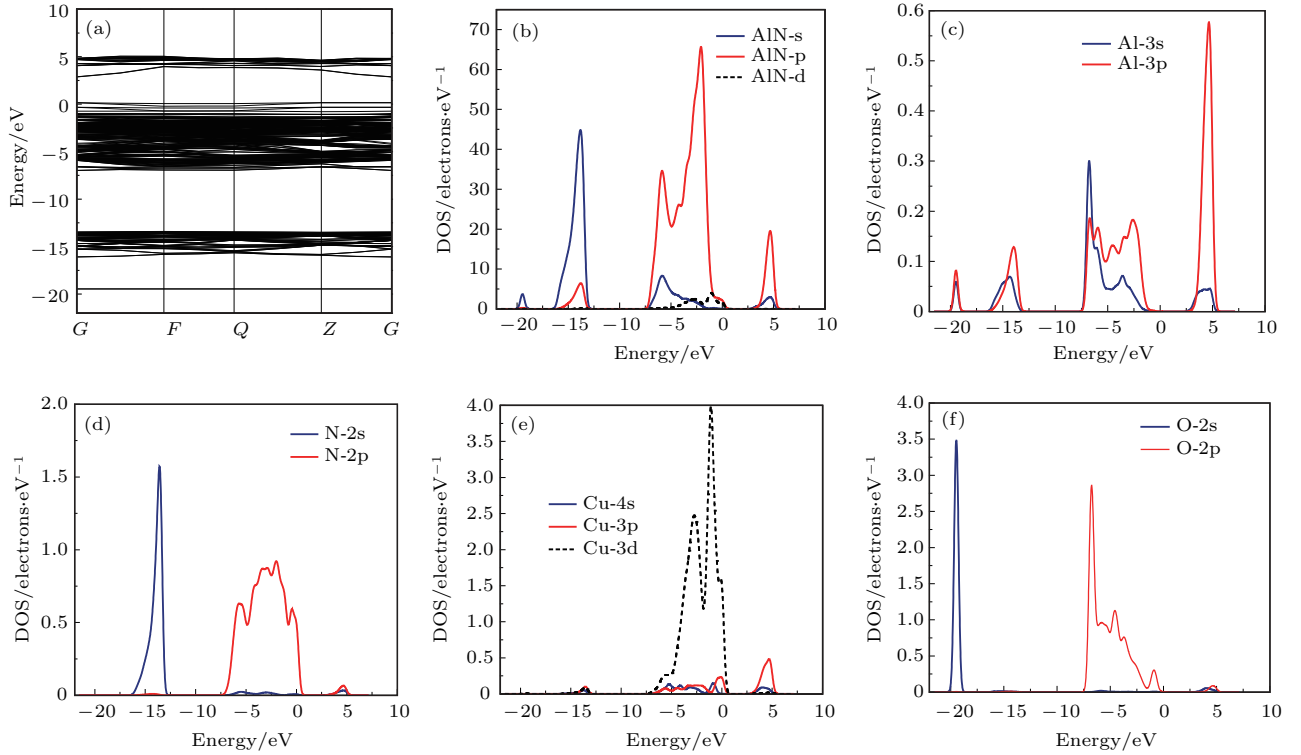 (a)
Energy/eV
10
5
0
−5
−10
−15
−20
G
F
Q
Z
G
(b)
AlN-s
AlN-p
AlN-d
DOS/electrons·eV−1
70
60
50
40
30
20
10
0
−20
−15
−10
−5
0
5
10
Energy/eV
(c)
Al-3s
Al-3p
DOS/electrons·eV−1
0.6
0.5
0.4
0.3
0.2
0.1
0
−20
−15
−10
−5
0
5
10
Energy/eV
(d)
N-2s
N-2p
DOS/electrons·eV−1
2.0
1.5
1.0
0.5
0
−20
−15
−10
−5
0
5
10
Energy/eV
(e)
Cu-4s
Cu-3p
Cu-3d
DOS/electrons·eV−1
4.0
3.5
3.0
2.5
2.0
1.5
1.0
0.5
0
−20
−15
−10
−5
0
5
10
Energy/eV
(f)
O-2s
O-2p
DOS/electrons·eV−1
4.0
3.5
3.0
2.5
2.0
1.5
1.0
0.5
0
−20
−15
−10
−5
0
5
10
Energy/eV